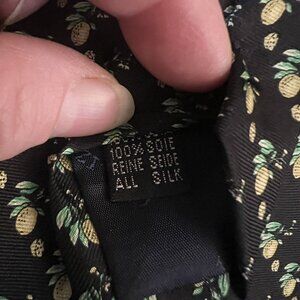 100% SOIE
REINE SEIDE
ALL SILK